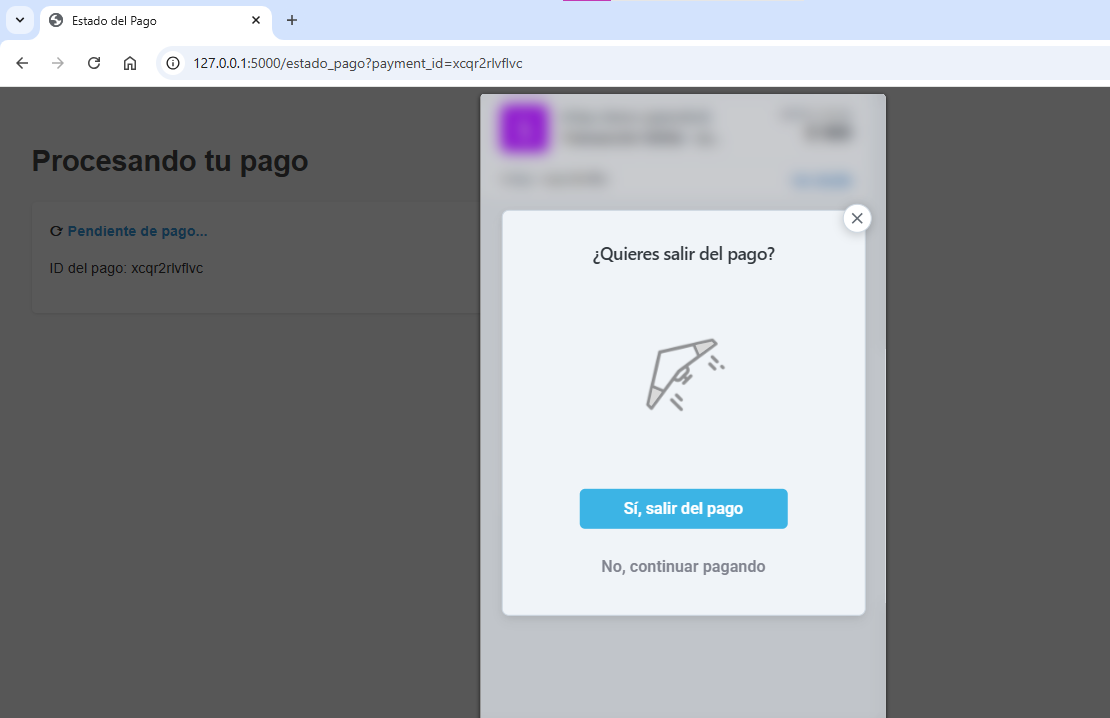 Estado del Pago
127.0.0.1:5000/estado_pago?payment_id=xcqr2rlvflvc
Procesando tu pago
Pendiente de pago...
ID del pago: xcqr2rlvflvc
¿Quieres salir del pago?
Sí, salir del pago
No, continuar pagando